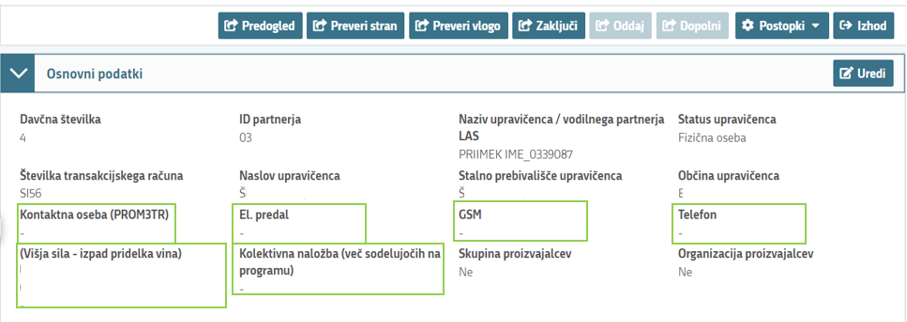 Predogled Preveri stran Preveri vlogo Zaključi Oddaj Dopolni Postopki Izhod
Osnovni podatki Uredi
Davčna številka ID partnerja Naziv upravičenca / vodilnega partnerja Status upravičenca
4 03 LAS Fizična oseba
PRIIMEK IME_0339087
Številka transakcijskega računa Naslov upravičenca Stalno prebivališče upravičenca Občina upravičenca
SI56 Š Š E
Kontaktna oseba (PROM3TR) El. predal GSM Telefon
- - - -
(Višja sila - izpad pridelka vina) Kolektivna naložba (več sodelujočih na Skupina proizvajalcev Organizacija proizvajalcev
programu) Ne Ne
- -